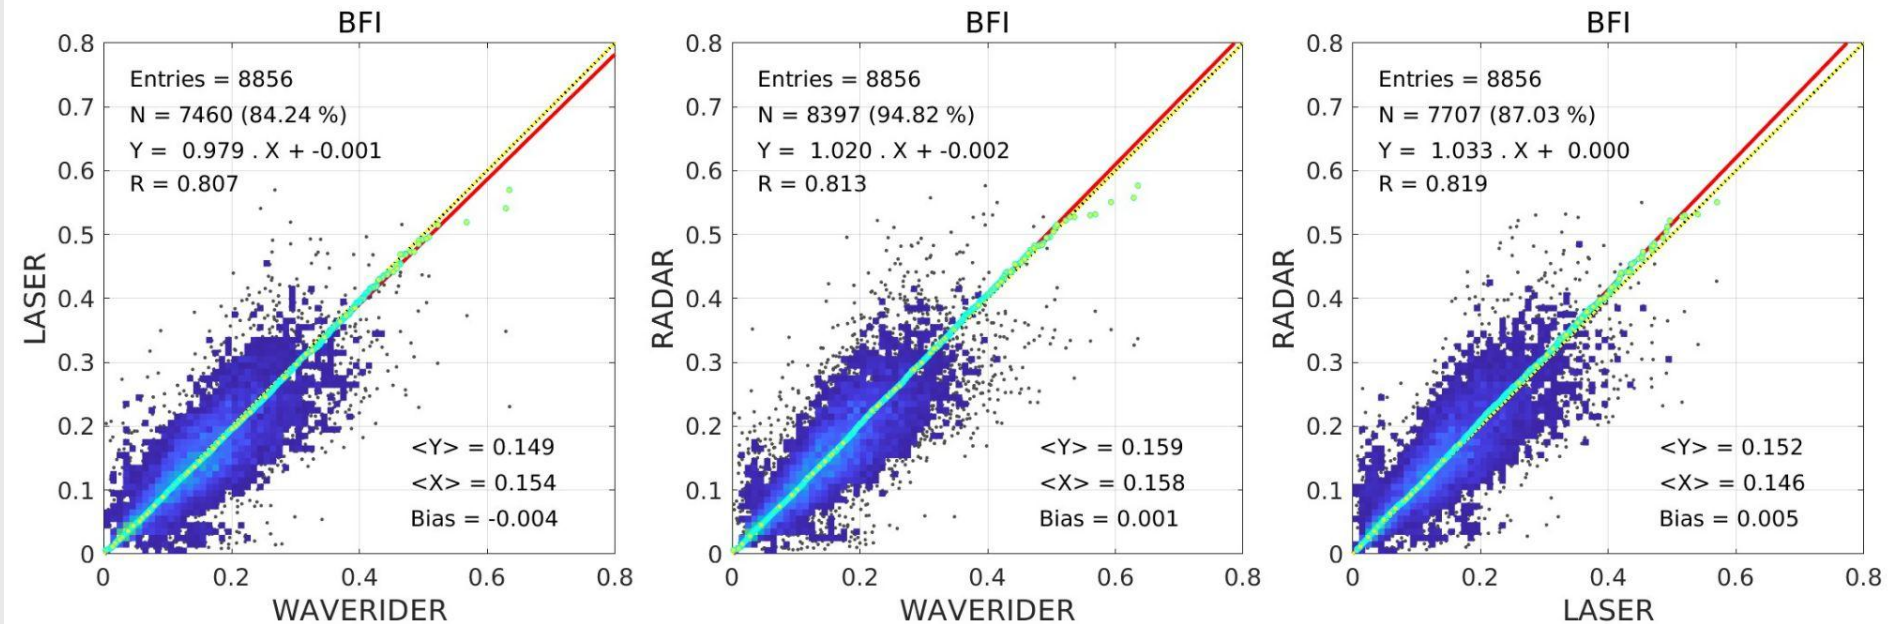 BFI
0.8
0.7
0.6
0.5
0.4
0.3
0.2
0.1
0
Entries = 8856
N = 7460 (84.24 %)
Y = 0.979 . X + -0.001
R = 0.807
<Y> = 0.149
<X> = 0.154
Bias = -0.004
LASER
0 0.2 0.4 0.6 0.8
WAVERIDER
BFI
0.8
0.7
0.6
0.5
0.4
0.3
0.2
0.1
0
Entries = 8856
N = 8397 (94.82 %)
Y = 1.020 . X + -0.002
R = 0.813
<Y> = 0.159
<X> = 0.158
Bias = 0.001
RADAR
0 0.2 0.4 0.6 0.8
WAVERIDER
BFI
0.8
0.7
0.6
0.5
0.4
0.3
0.2
0.1
0
Entries = 8856
N = 7707 (87.03 %)
Y = 1.033 . X + 0.000
R = 0.819
<Y> = 0.152
<X> = 0.146
Bias = 0.005
RADAR
0 0.2 0.4 0.6 0.8
LASER